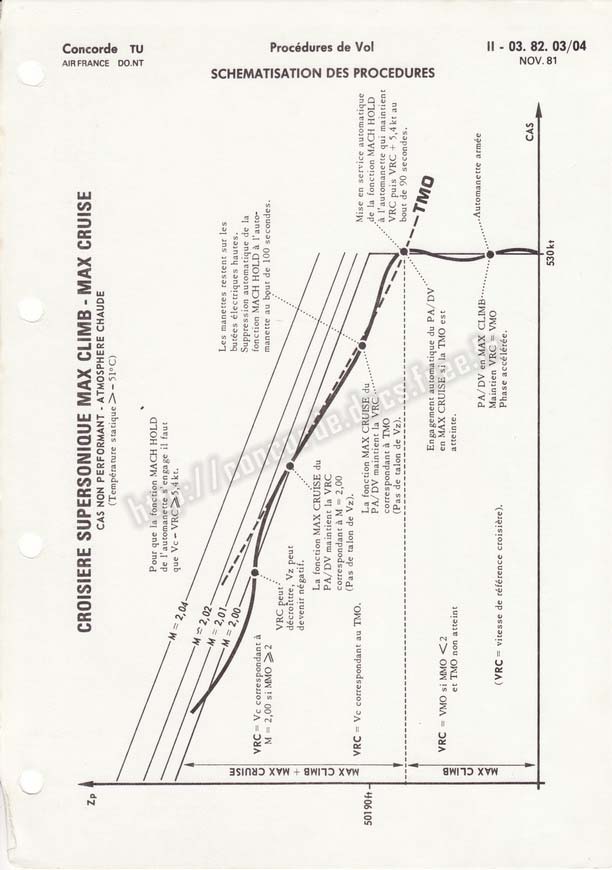 Concorde TU
AIR FRANCE DO.NT
Procédures de Vol
SCHEMATISATION DES PROCEDURES
II - 03. 82. 03/04
NOV. 81
CROISIERE SUPERSONIQUE MAX CLIMB - MAX CRUISE
CAS NON PERFORMANT - ATMOSPHERE CHAUDE
(Température statique > - 51°C)
Zp
M = 2,04
M = 2,02
M = 2,01
M = 2,00
Pour que la fonction MACH HOLD
de l'automanette s'engage il faut
que Vc - VRC ⩾ 5,4 kt.
Les manettes restent sur les
butées électriques hautes.
Suppression automatique de la
fonction MACH HOLD à l'auto-
manette au bout de 100 secondes.
Mise en service automatique
de la fonction MACH HOLD
à l'automanette qui maintient
VRC puis VRC + 5,4 kt au
bout de 90 secondes.
TMO
Automanette armée
CAS
530 kt
VRC peut
décroître, Vz peut
devenir négatif.
La fonction MAX CRUISE du
PA/DV maintient la VRC
correspondant à M = 2,00
(Pas de talon de Vz).
La fonction MAX CRUISE du
PA/DV maintient la VRC
correspondant à TMO
(Pas de talon de Vz).
Engagement automatique du PA/DV
en MAX CRUISE si la TMO est
atteinte.
PA/DV en MAX CLIMB
Maintien VRC = VMO
Phase accélérée.
VRC = Vc correspondant à
M = 2,00 si MMO ⩾ 2
VRC = Vc correspondant au TMO.
VRC = VMO si MMO < 2
et TMO non atteint
(VRC = vitesse de référence croisière).
MAX CLIMB + MAX CRUISE
MAX CLIMB
50190 ft
http://concorde.fracs.free.fr